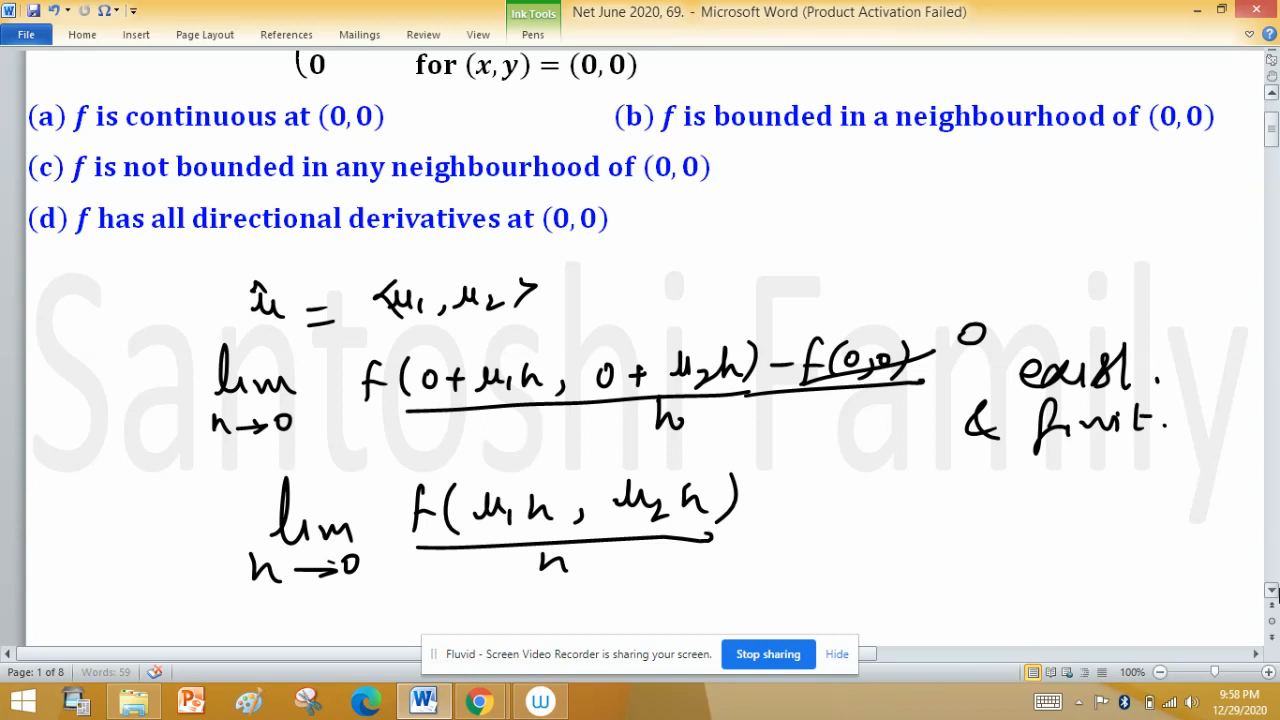 Ink Tools
Net June 2020, 69. - Microsoft Word (Product Activation Failed)
File Home Insert Page Layout References Mailings Review View Pens
0 for (x, y) = (0, 0)
(a) f is continuous at (0, 0) (b) f is bounded in a neighbourhood of (0, 0)
(c) f is not bounded in any neighbourhood of (0, 0)
(d) f has all directional derivatives at (0, 0)
Santoshi Family
û = <u₁, u₂>
lim h→0 f(0+u₁h, 0+u₂h) – f(0,0) / h 0 exist.
& finit.
lim h→0 f(u₁h, u₂h) / h
Fluvid - Screen Video Recorder is sharing your screen. Stop sharing Hide
Page: 1 of 8 Words: 59 100%
9:58 PM
12/29/2020